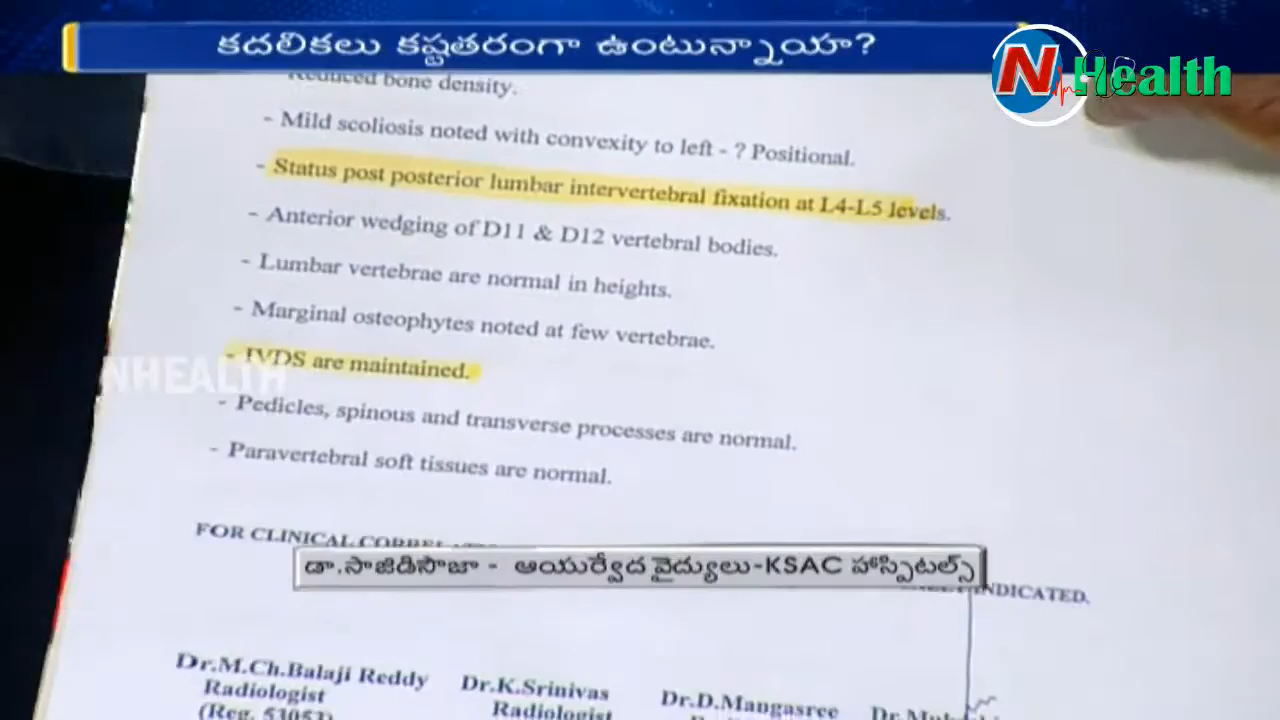 కదలికలు కష్టతరంగా ఉంటున్నాయా?
N Health
Reduced bone density.
- Mild scoliosis noted with convexity to left - ? Positional.
- Status post posterior lumbar intervertebral fixation at L4-L5 levels.
- Anterior wedging of D11 & D12 vertebral bodies.
- Lumbar vertebrae are normal in heights.
- Marginal osteophytes noted at few vertebrae.
- IVDS are maintained.
NHEALTH
- Pedicles, spinous and transverse processes are normal.
- Paravertebral soft tissues are normal.
FOR CLINICAL
INDICATED.
డా.సాజిడిసౌజా - ఆయుర్వేద వైద్యులు-KSAC హాస్పిటల్స్
Dr.M.Ch.Balaji Reddy
Radiologist
(Reg. 53053)
Dr.K.Srinivas
Radiologist
Dr.D.Mangasree